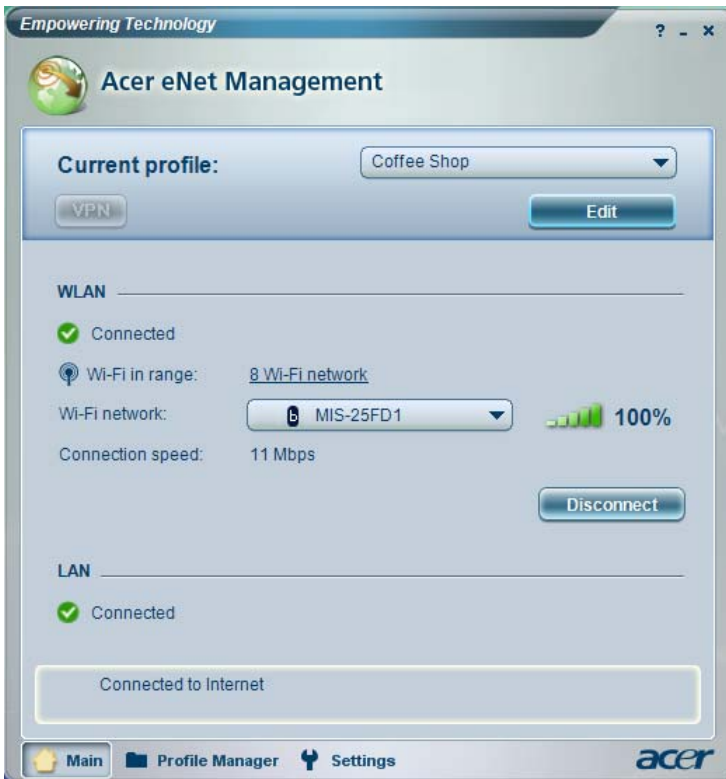 Empowering Technology
? - x
Acer eNet Management
Current profile:
Coffee Shop
VPN
Edit
WLAN
Connected
Wi-Fi in range:
8 Wi-Fi network
Wi-Fi network:
b MIS-25FD1
100%
Connection speed:
11 Mbps
Disconnect
LAN
Connected
Connected to Internet
Main
Profile Manager
Settings
acer